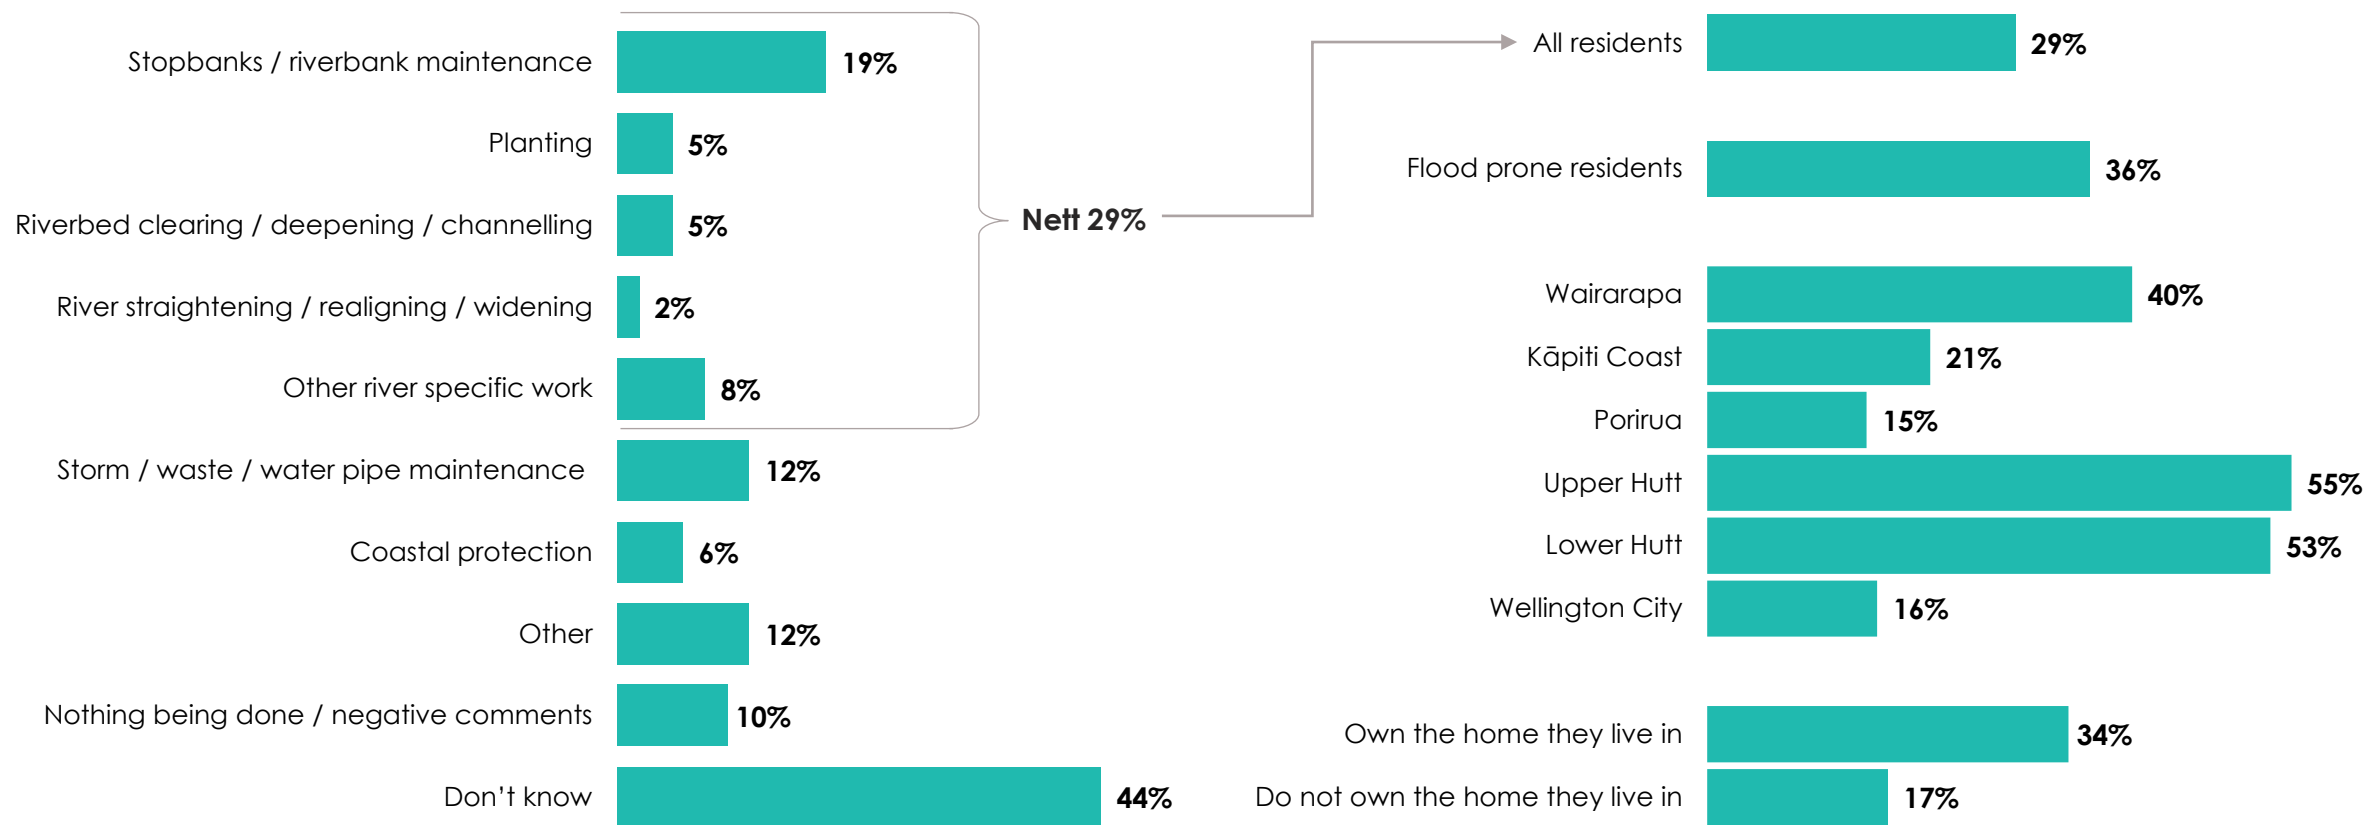 Stopbanks / riverbank maintenance 19%
Planting 5%
Riverbed clearing / deepening / channelling 5%
River straightening / realigning / widening 2%
Other river specific work 8%
Storm / waste / water pipe maintenance 12%
Coastal protection 6%
Other 12%
Nothing being done / negative comments 10%
Don’t know 44%
Nett 29%
All residents 29%
Flood prone residents 36%
Wairarapa 40%
Kāpiti Coast 21%
Porirua 15%
Upper Hutt 55%
Lower Hutt 53%
Wellington City 16%
Own the home they live in 34%
Do not own the home they live in 17%